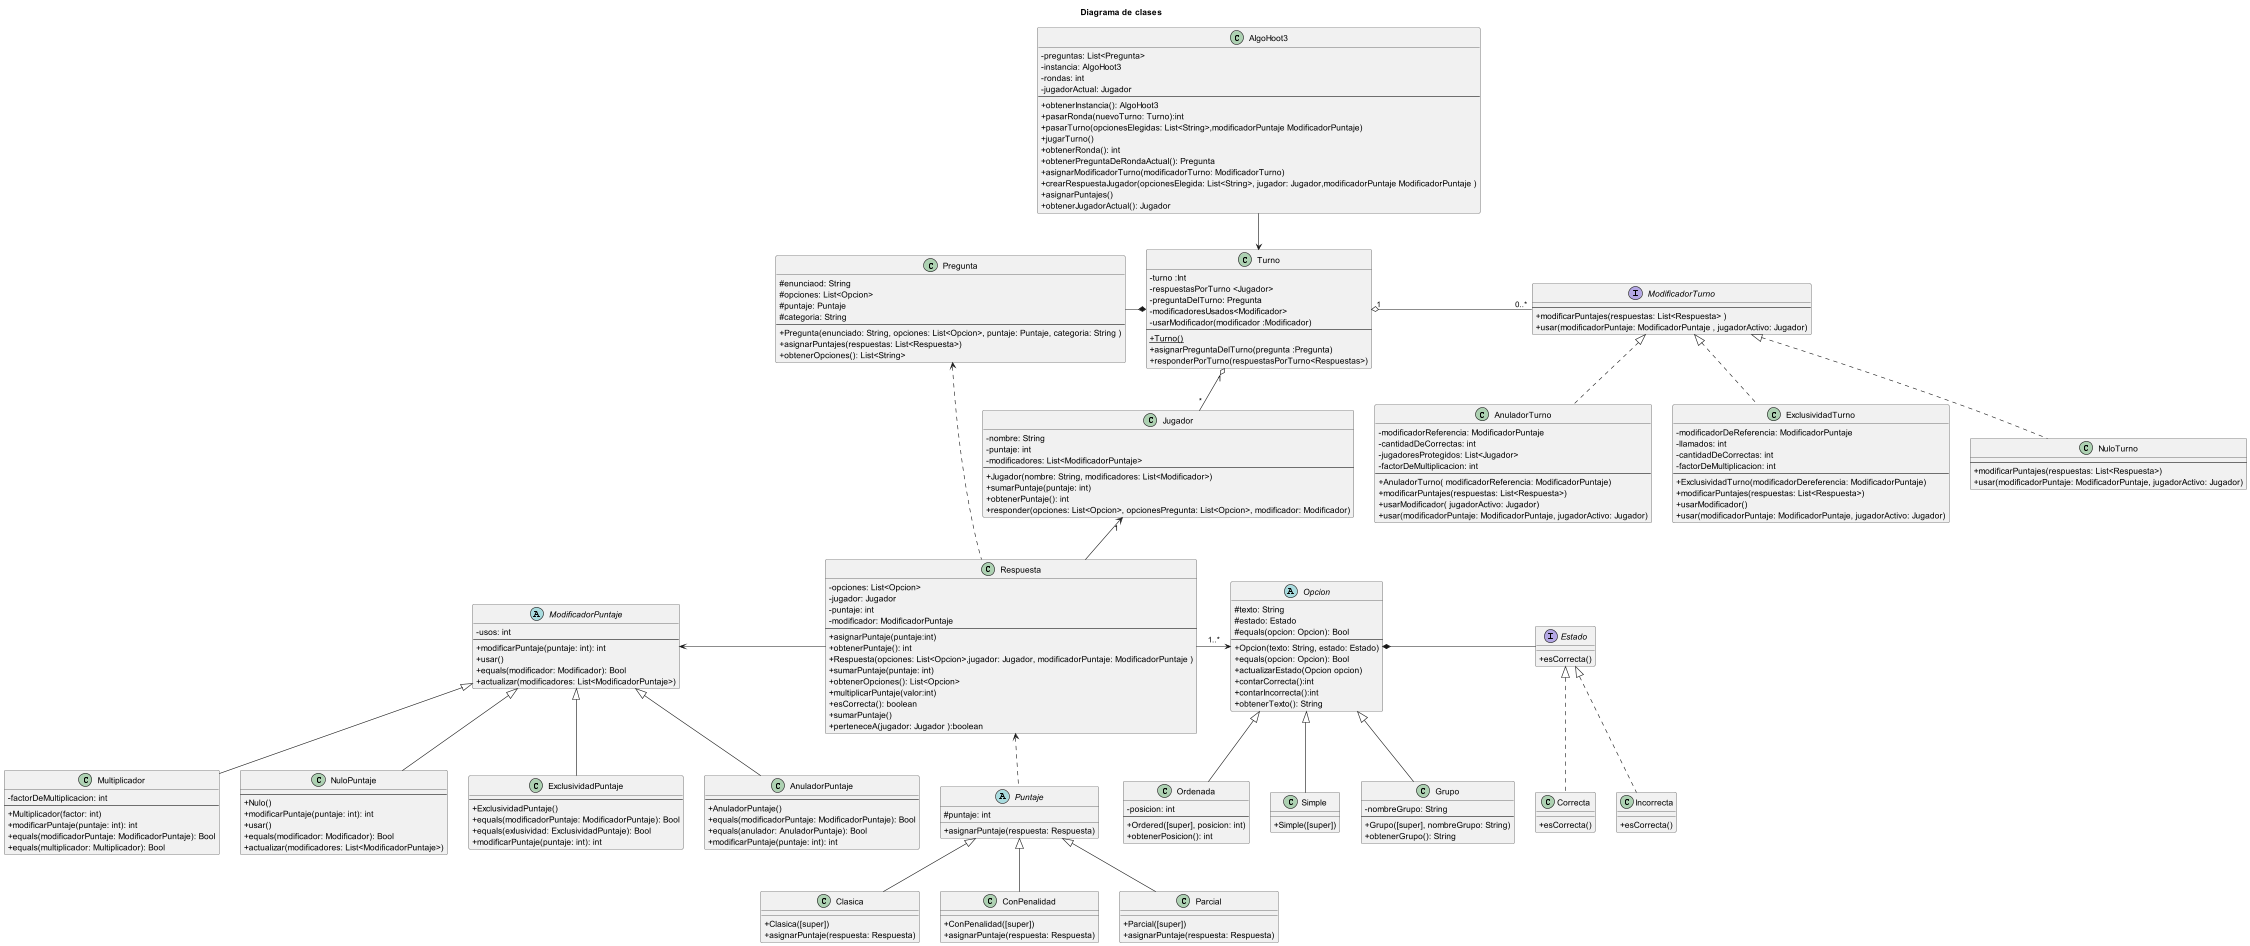 Diagrama de clases
C AlgoHoot3
-preguntas: List<Pregunta>
-instancia: AlgoHoot3
-rondas: int
-jugadorActual: Jugador
+obtenerInstancia(): AlgoHoot3
+pasarRonda(nuevoTurno: Turno):int
+pasarTurno(opcionesElegidas: List<String>,modificadorPuntaje ModificadorPuntaje)
+jugarTurno()
+obtenerRonda(): int
+obtenerPreguntaDeRondaActual(): Pregunta
+asignarModificadorTurno(modificadorTurno: ModificadorTurno)
+crearRespuestaJugador(opcionesElegida: List<String>, jugador: Jugador,modificadorPuntaje ModificadorPuntaje )
+asignarPuntajes()
+obtenerJugadorActual(): Jugador
C Pregunta
#enunciaod: String
#opciones: List<Opcion>
#puntaje: Puntaje
#categoria: String
+Pregunta(enunciado: String, opciones: List<Opcion>, puntaje: Puntaje, categoria: String )
+asignarPuntajes(respuestas: List<Respuesta>)
+obtenerOpciones(): List<String>
C Turno
-turno :Int
-respuestasPorTurno <Jugador>
-preguntaDelTurno: Pregunta
-modificadoresUsados<Modificador>
-usarModificador(modificador :Modificador)
+Turno()
+asignarPreguntaDelTurno(pregunta :Pregunta)
+responderPorTurno(respuestasPorTurno<Respuestas>)
1
0..*
I ModificadorTurno
+modificarPuntajes(respuestas: List<Respuesta> )
+usar(modificadorPuntaje: ModificadorPuntaje , jugadorActivo: Jugador)
1
*
C Jugador
-nombre: String
-puntaje: int
-modificadores: List<ModificadorPuntaje>
+Jugador(nombre: String, modificadores: List<Modificador>)
+sumarPuntaje(puntaje: int)
+obtenerPuntaje(): int
+responder(opciones: List<Opcion>, opcionesPregunta: List<Opcion>, modificador: Modificador)
C AnuladorTurno
-modificadorReferencia: ModificadorPuntaje
-cantidadDeCorrectas: int
-jugadoresProtegidos: List<Jugador>
-factorDeMultiplicacion: int
+AnuladorTurno( modificadorReferencia: ModificadorPuntaje)
+modificarPuntajes(respuestas: List<Respuesta>)
+usarModificador( jugadorActivo: Jugador)
+usar(modificadorPuntaje: ModificadorPuntaje, jugadorActivo: Jugador)
C ExclusividadTurno
-modificadorDeReferencia: ModificadorPuntaje
-llamados: int
-cantidadDeCorrectas: int
-factorDeMultiplicacion: int
+ExclusividadTurno(modificadorDereferencia: ModificadorPuntaje)
+modificarPuntajes(respuestas: List<Respuesta>)
+usarModificador()
+usar(modificadorPuntaje: ModificadorPuntaje, jugadorActivo: Jugador)
C NuloTurno
+modificarPuntajes(respuestas: List<Respuesta>)
+usar(modificadorPuntaje: ModificadorPuntaje, jugadorActivo: Jugador)
1
A ModificadorPuntaje
-usos: int
+modificarPuntaje(puntaje: int): int
+usar()
+equals(modificador: Modificador): Bool
+actualizar(modificadores: List<ModificadorPuntaje>)
C Respuesta
-opciones: List<Opcion>
-jugador: Jugador
-puntaje: int
-modificador: ModificadorPuntaje
+asignarPuntaje(puntaje:int)
+obtenerPuntaje(): int
+Respuesta(opciones: List<Opcion>,jugador: Jugador, modificadorPuntaje: ModificadorPuntaje )
+sumarPuntaje(puntaje: int)
+obtenerOpciones(): List<Opcion>
+multiplicarPuntaje(valor:int)
+esCorrecta(): boolean
+sumarPuntaje()
+perteneceA(jugador: Jugador ):boolean
1..*
A Opcion
#texto: String
#estado: Estado
#equals(opcion: Opcion): Bool
+Opcion(texto: String, estado: Estado)
+equals(opcion: Opcion): Bool
+actualizarEstado(Opcion opcion)
+contarCorrecta():int
+contarIncorrecta():int
+obtenerTexto(): String
I Estado
+esCorrecta()
C Multiplicador
-factorDeMultiplicacion: int
+Multiplicador(factor: int)
+modificarPuntaje(puntaje: int): int
+equals(modificadorPuntaje: ModificadorPuntaje): Bool
+equals(multiplicador: Multiplicador): Bool
C NuloPuntaje
+Nulo()
+modificarPuntaje(puntaje: int): int
+usar()
+equals(modificador: Modificador): Bool
+actualizar(modificadores: List<ModificadorPuntaje>)
C ExclusividadPuntaje
+ExclusividadPuntaje()
+equals(modificadorPuntaje: ModificadorPuntaje): Bool
+equals(exlusividad: ExclusividadPuntaje): Bool
+modificarPuntaje(puntaje: int): int
C AnuladorPuntaje
+AnuladorPuntaje()
+equals(modificadorPuntaje: ModificadorPuntaje): Bool
+equals(anulador: AnuladorPuntaje): Bool
+modificarPuntaje(puntaje: int): int
A Puntaje
#puntaje: int
+asignarPuntaje(respuesta: Respuesta)
C Ordenada
-posicion: int
+Ordered([super], posicion: int)
+obtenerPosicion(): int
C Simple
+Simple([super])
C Grupo
-nombreGrupo: String
+Grupo([super], nombreGrupo: String)
+obtenerGrupo(): String
C Correcta
+esCorrecta()
C Incorrecta
+esCorrecta()
C Clasica
+Clasica([super])
+asignarPuntaje(respuesta: Respuesta)
C ConPenalidad
+ConPenalidad([super])
+asignarPuntaje(respuesta: Respuesta)
C Parcial
+Parcial([super])
+asignarPuntaje(respuesta: Respuesta)